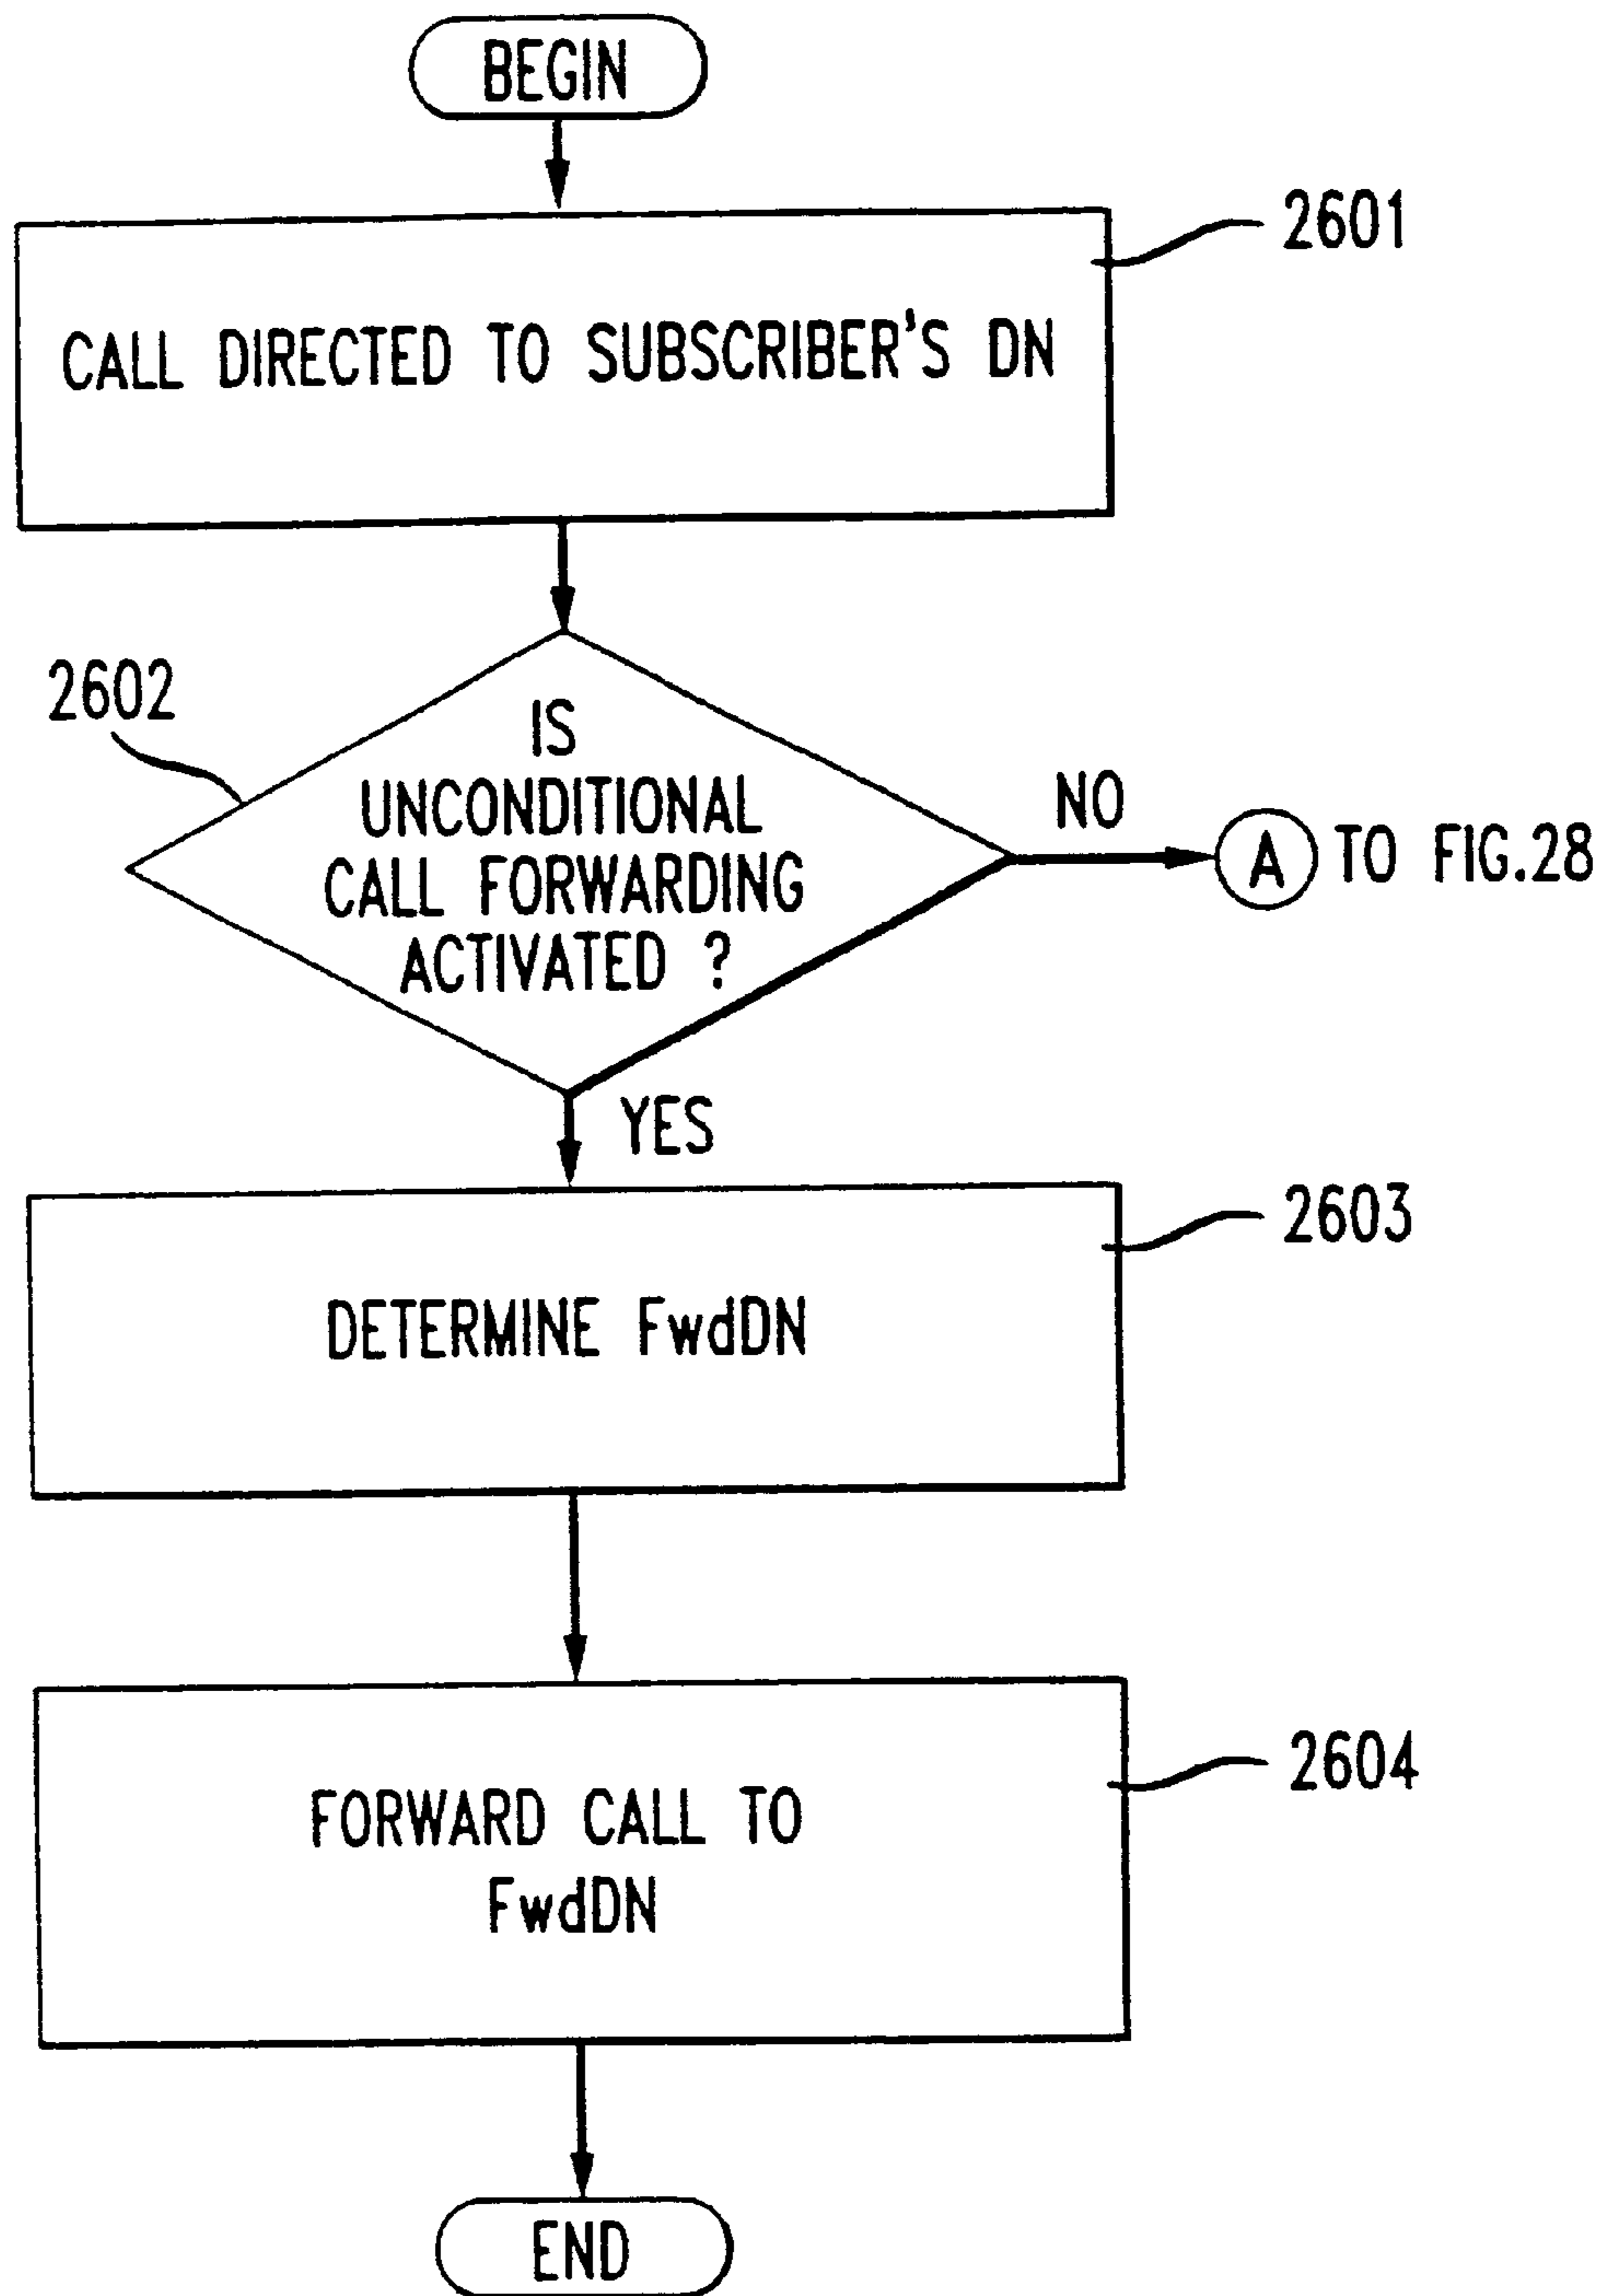 BEGIN
2601
CALL DIRECTED TO SUBSCRIBER'S DN
2602
IS
UNCONDITIONAL
CALL FORWARDING
ACTIVATED ?
NO
A TO FIG.28
YES
2603
DETERMINE FwdDN
2604
FORWARD CALL TO
FwdDN
END